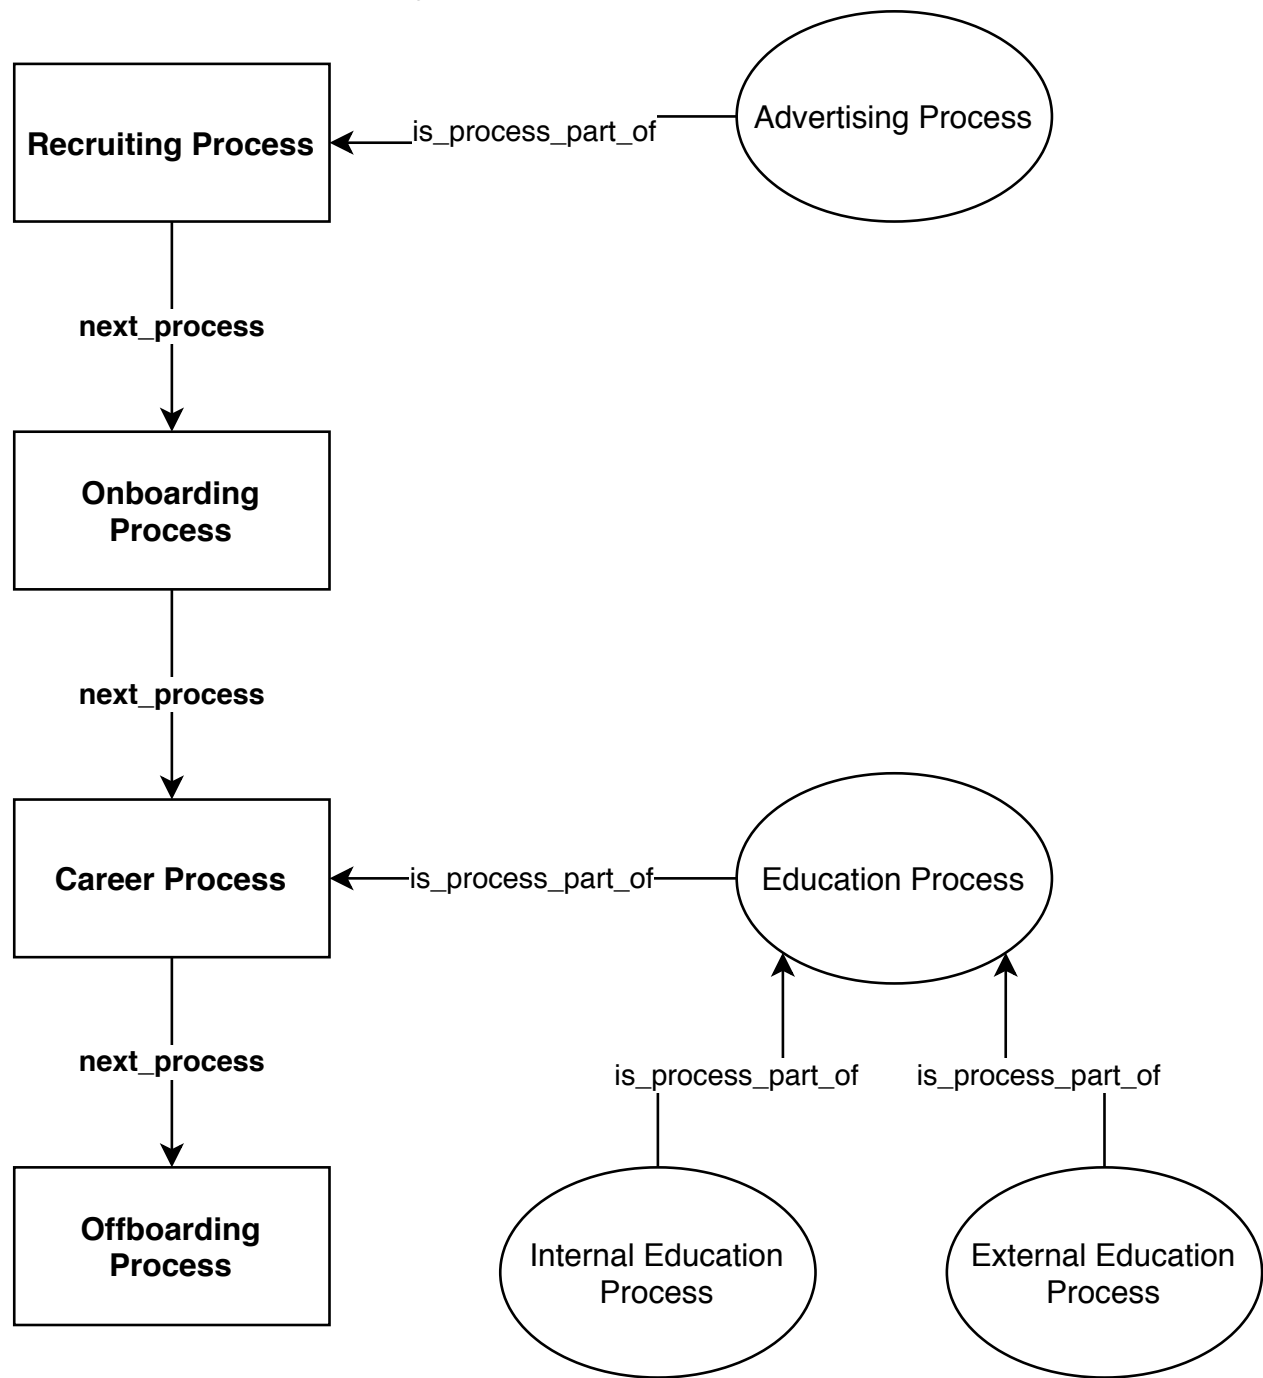 Recruiting Process
is_process_part_of
Advertising Process
next_process
Onboarding
Process
next_process
Career Process
is_process_part_of
Education Process
next_process
is_process_part_of
is_process_part_of
Offboarding
Process
Internal Education
Process
External Education
Process